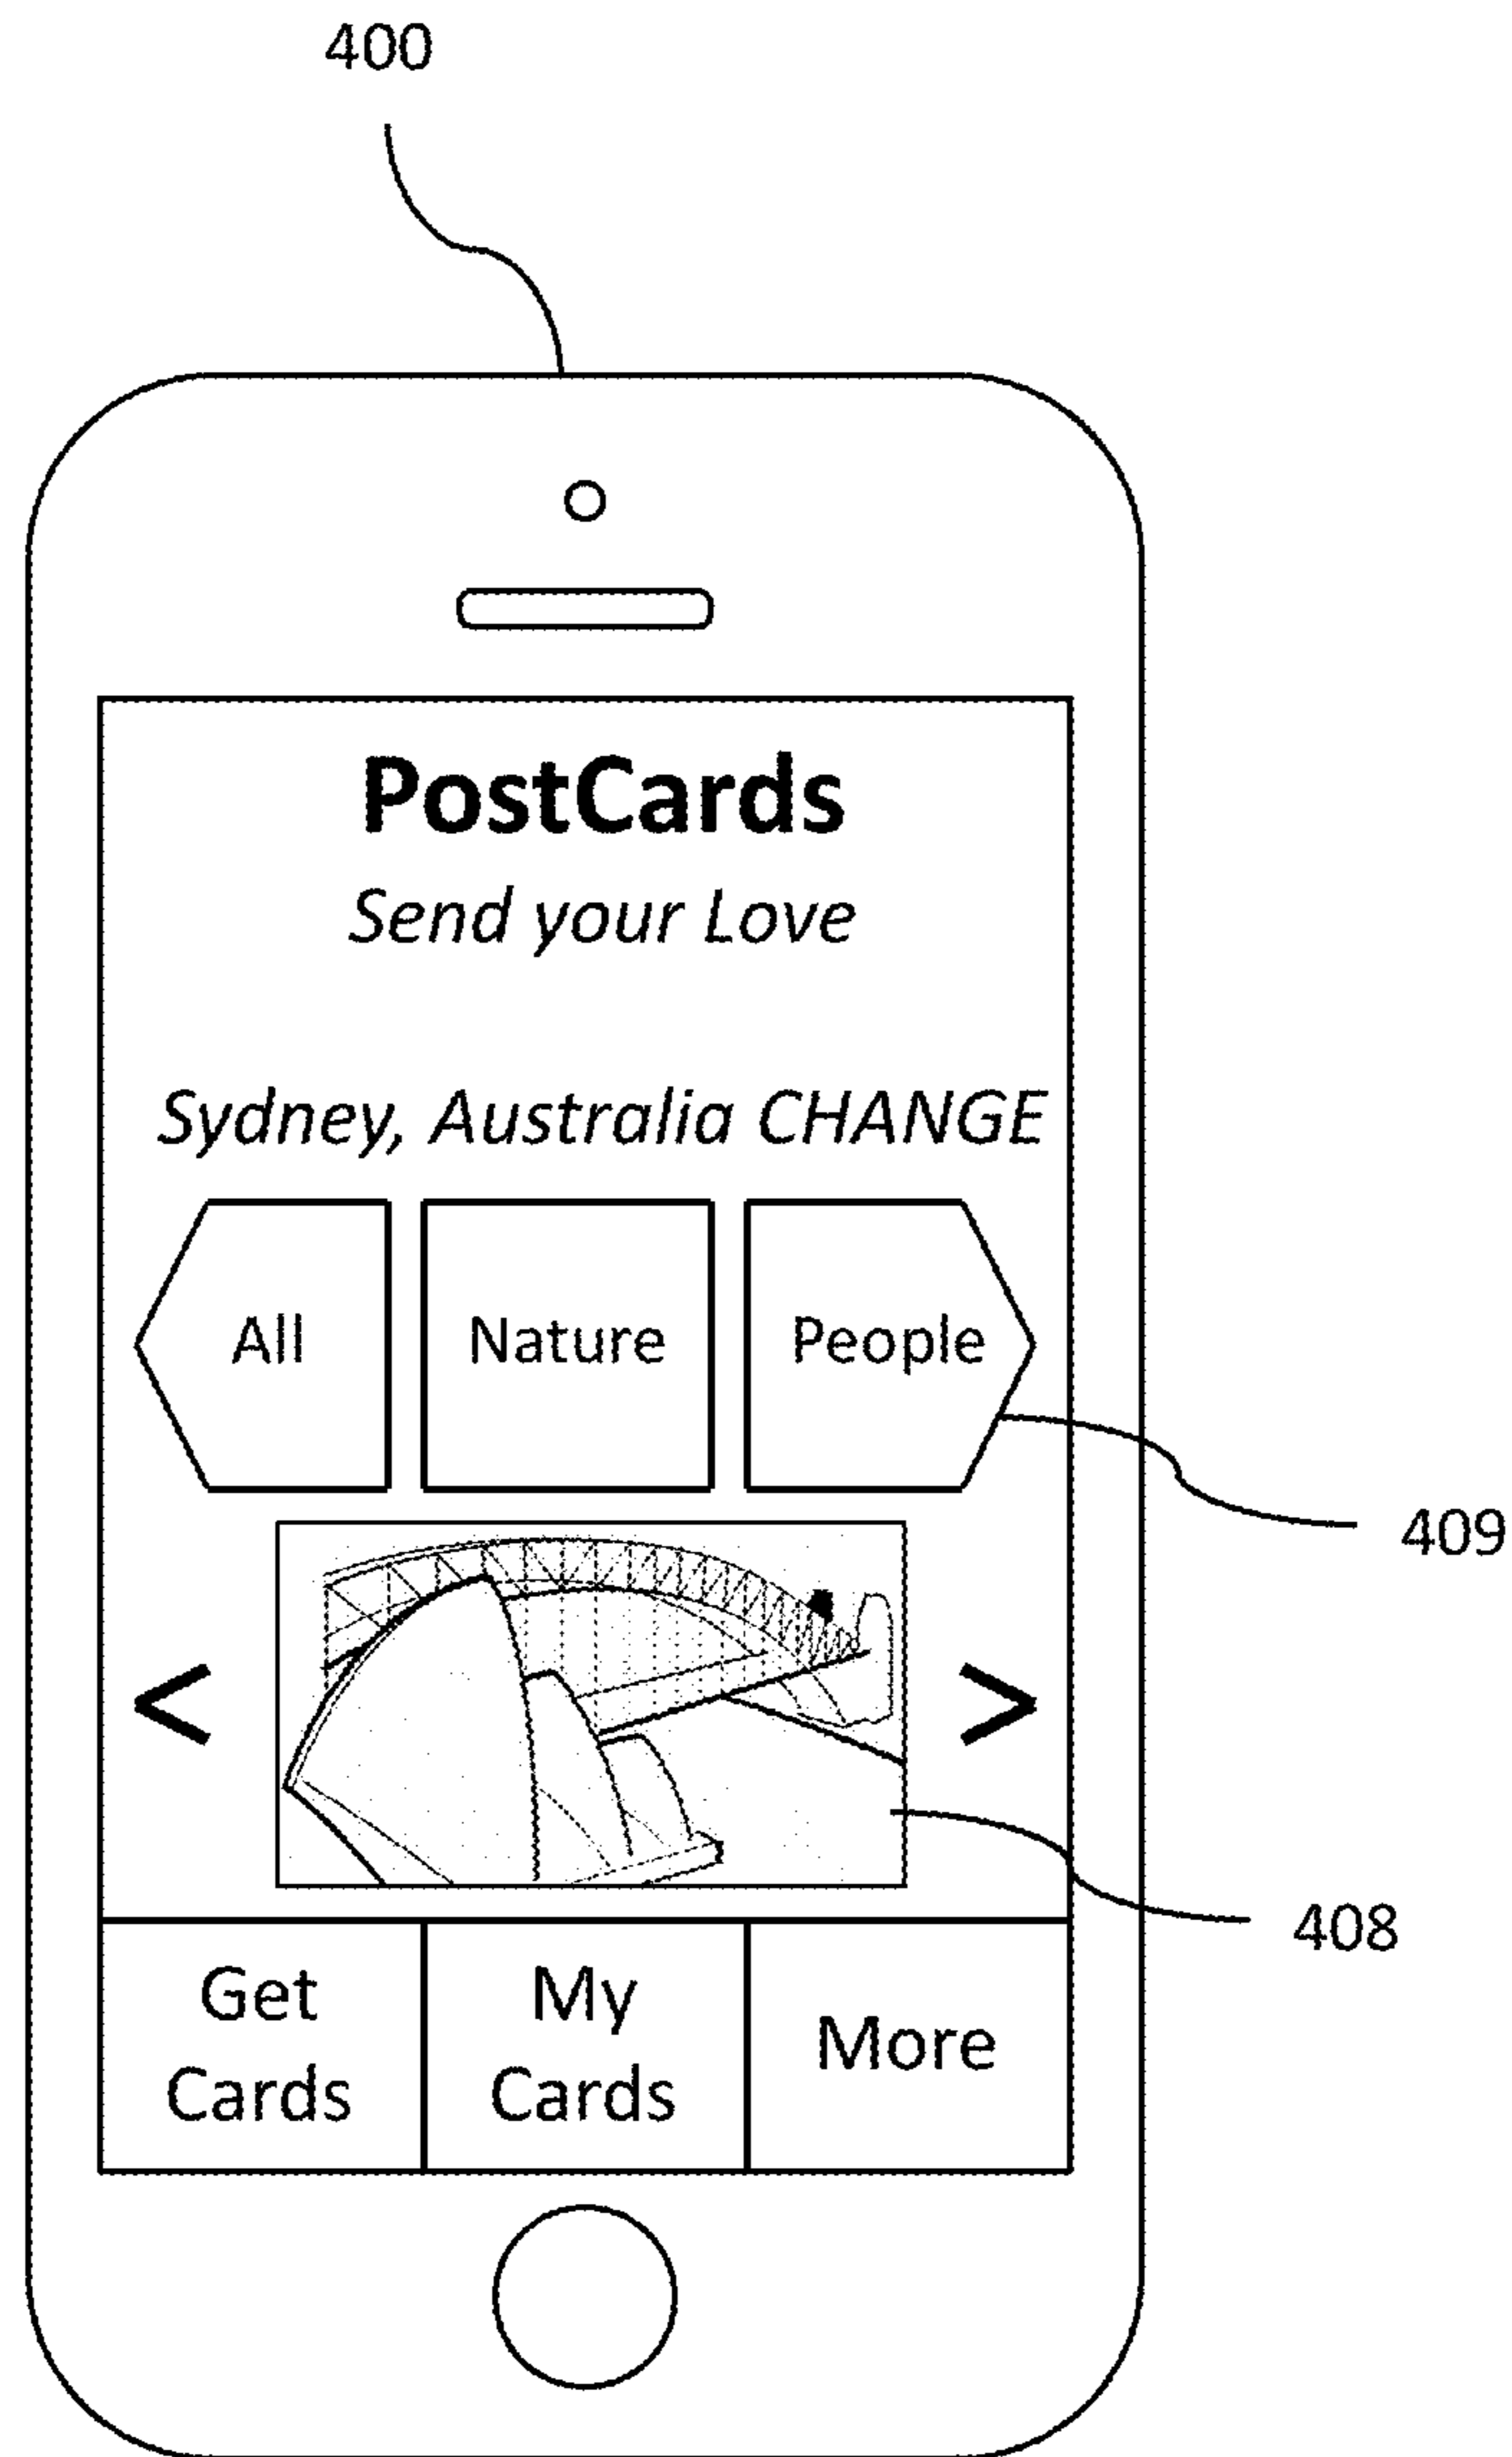 400
PostCards
Send your Love
Sydney, Australia CHANGE
All Nature People
409
< >
408
Get
Cards
My
Cards
More